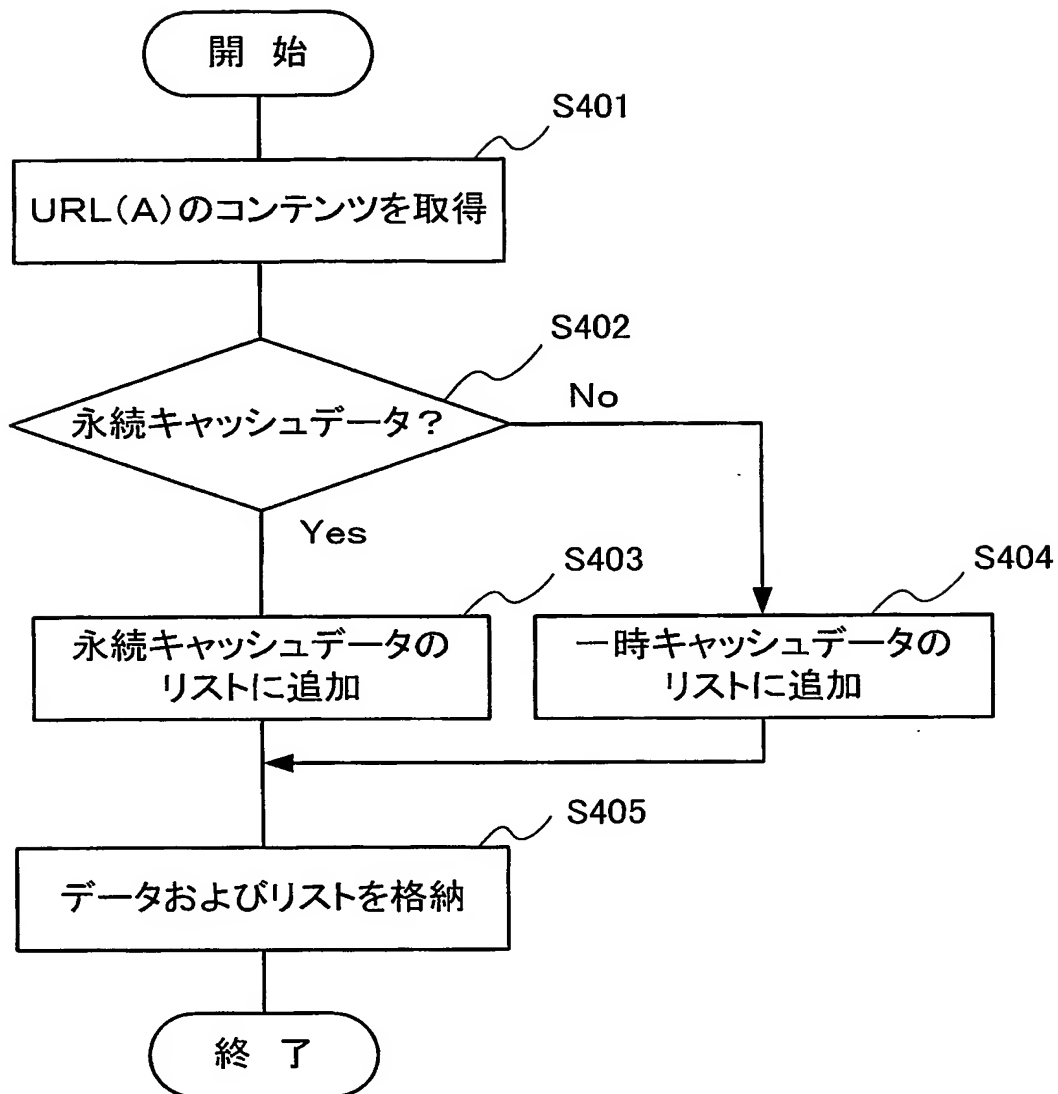 開 始
S401
URL(A)のコンテンツを取得
S402
永続キャッシュデータ?
No
Yes
S403
永続キャッシュデータの
リストに追加
S404
一時キャッシュデータの
リストに追加
S405
データおよびリストを格納
終 了